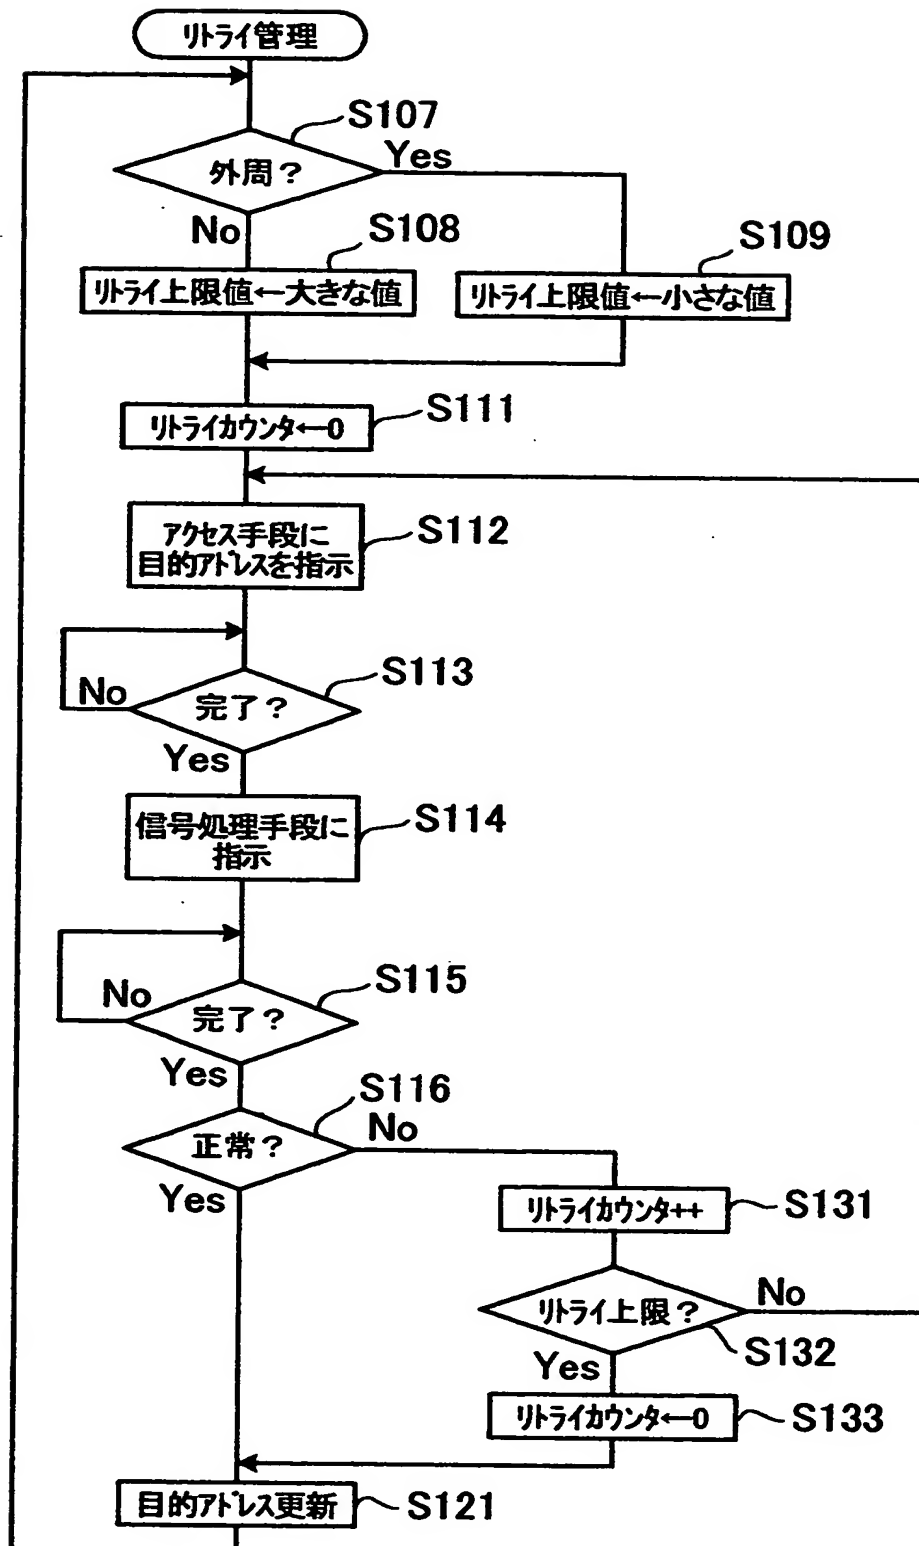 リトライ管理
S107
外周?
Yes
No
S108
S109
リトライ上限値←大きな値
リトライ上限値←小さな値
S111
リトライカウンタ←0
アクセス手段に
目的アドレスを指示
S112
S113
No
完了?
Yes
信号処理手段に
指示
S114
S115
No
完了?
Yes
S116
正常?
No
Yes
リトライカウンタ++
S131
リトライ上限?
No
S132
Yes
リトライカウンタ←0
S133
目的アドレス更新
S121